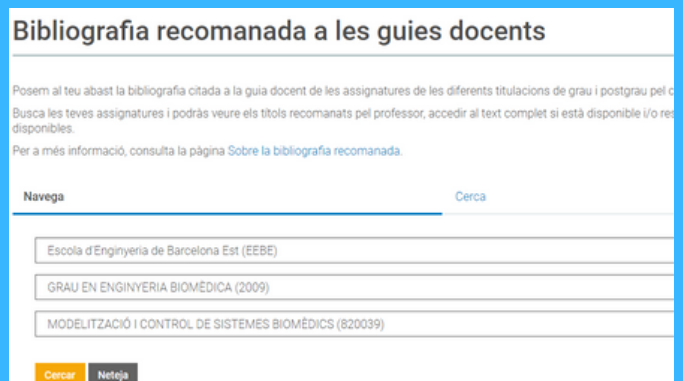 Bibliografia recomanada a les guies docents
Posem al teu abast la bibliografia citada a la guia docent de les assignatures de les diferents titulacions de grau i postgrau pel
Busca les teves assignatures i podràs veure els títols recomanats pel professor, accedir al text complet si està disponible i/o
disponibles.
Per a més informació, consulta la pàgina Sobre la bibliografia recomanada.
Navega Cerca
Escola d'Enginyeria de Barcelona Est (EEBE)
GRAU EN ENGINYERIA BIOMÈDICA (2009)
MODELITZACIÓ I CONTROL DE SISTEMES BIOMÈDICS (820039)
Cercar Neteja